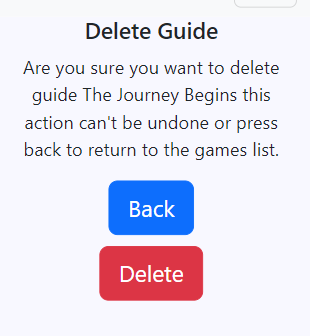 Delete Guide
Are you sure you want to delete
guide The Journey Begins this
action can't be undone or press
back to return to the games list.
Back
Delete